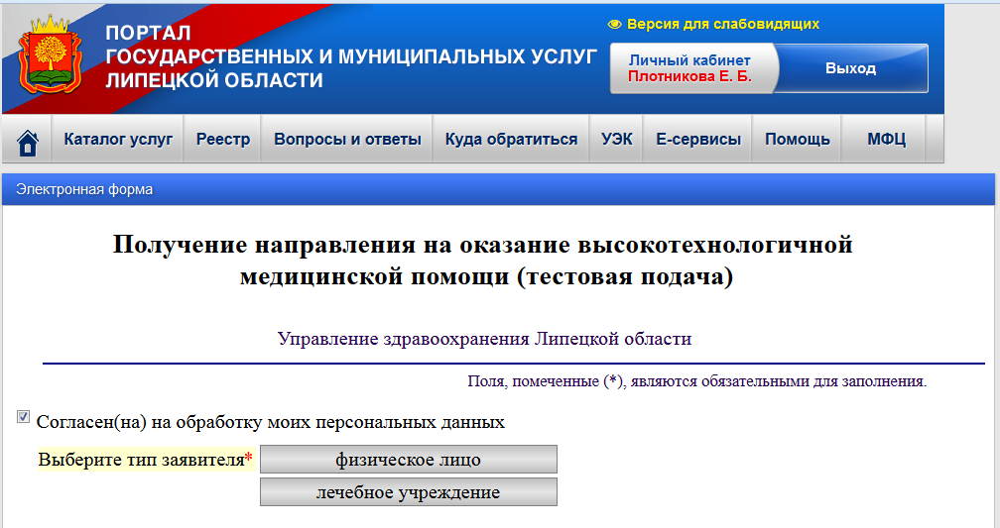 ПОРТАЛ
ГОСУДАРСТВЕННЫХ И МУНИЦИПАЛЬНЫХ УСЛУГ
ЛИПЕЦКОЙ ОБЛАСТИ
Версия для слабовидящих
Личный кабинет
Плотникова Е. Б.
Выход
Каталог услуг Реестр Вопросы и ответы Куда обратиться УЭК Е-сервисы Помощь МФЦ
Электронная форма
Получение направления на оказание высокотехнологичной
медицинской помощи (тестовая подача)
Управление здравоохранения Липецкой области
Поля, помеченные (*), являются обязательными для заполнения.
Согласен(на) на обработку моих персональных данных
Выберите тип заявителя* физическое лицо
лечебное учреждение